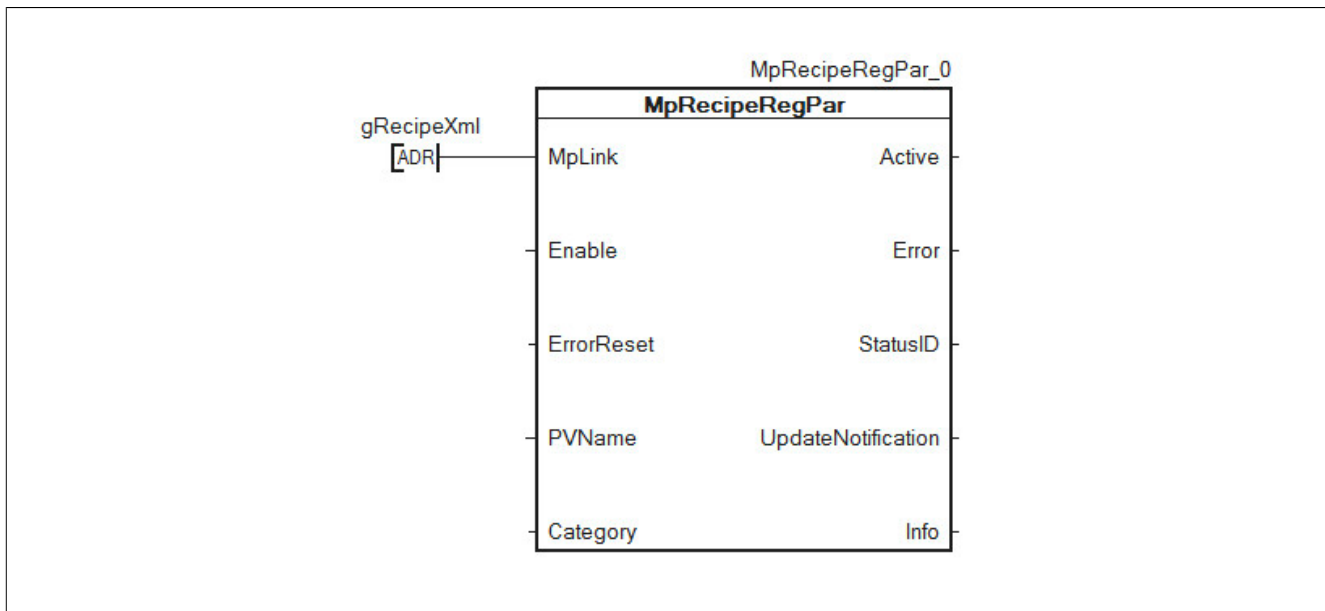 MpRecipeRegPar_0
MpRecipeRegPar
gRecipeXml
ADR
MpLink Active
Enable Error
ErrorReset StatusID
PVName UpdateNotification
Category Info